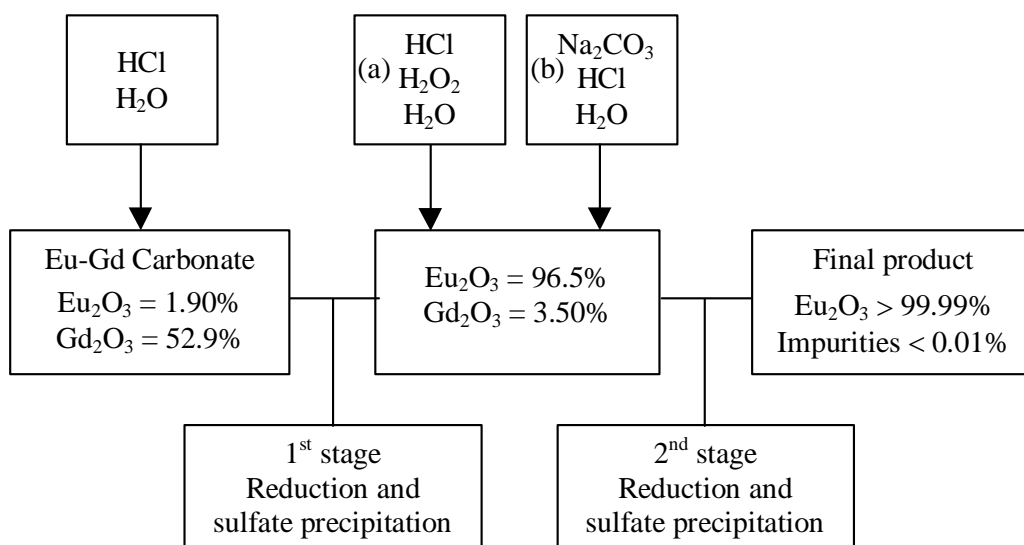 HCl
H₂O
(a)
HCl
H₂O₂
H₂O
(b)
Na₂CO₃
HCl
H₂O
Eu-Gd Carbonate
Eu₂O₃ = 1.90%
Gd₂O₃ = 52.9%
Eu₂O₃ = 96.5%
Gd₂O₃ = 3.50%
Final product
Eu₂O₃ > 99.99%
Impurities < 0.01%
1ˢᵗ stage
Reduction and
sulfate precipitation
2ⁿᵈ stage
Reduction and
sulfate precipitation